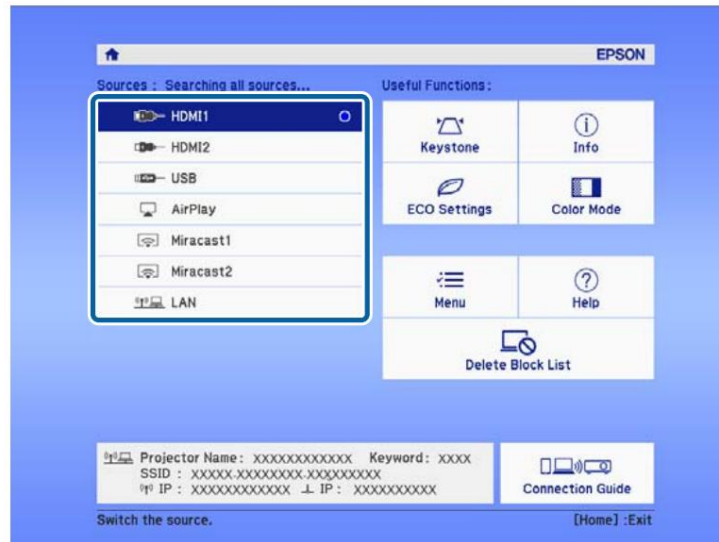 EPSON
Sources : Searching all sources...
HDMI1
HDMI2
USB
AirPlay
Miracast1
Miracast2
LAN
Useful Functions :
Keystone
Info
ECO Settings
Color Mode
Menu
Help
Delete Block List
Projector Name : XXXXXXXXXXXX Keyword : XXXX
SSID : XXXXX-XXXXXXXX-XXXXXXXX
IP : XXXXXXXXXXXX IP : XXXXXXXXXX
Connection Guide
Switch the source.
[Home] :Exit